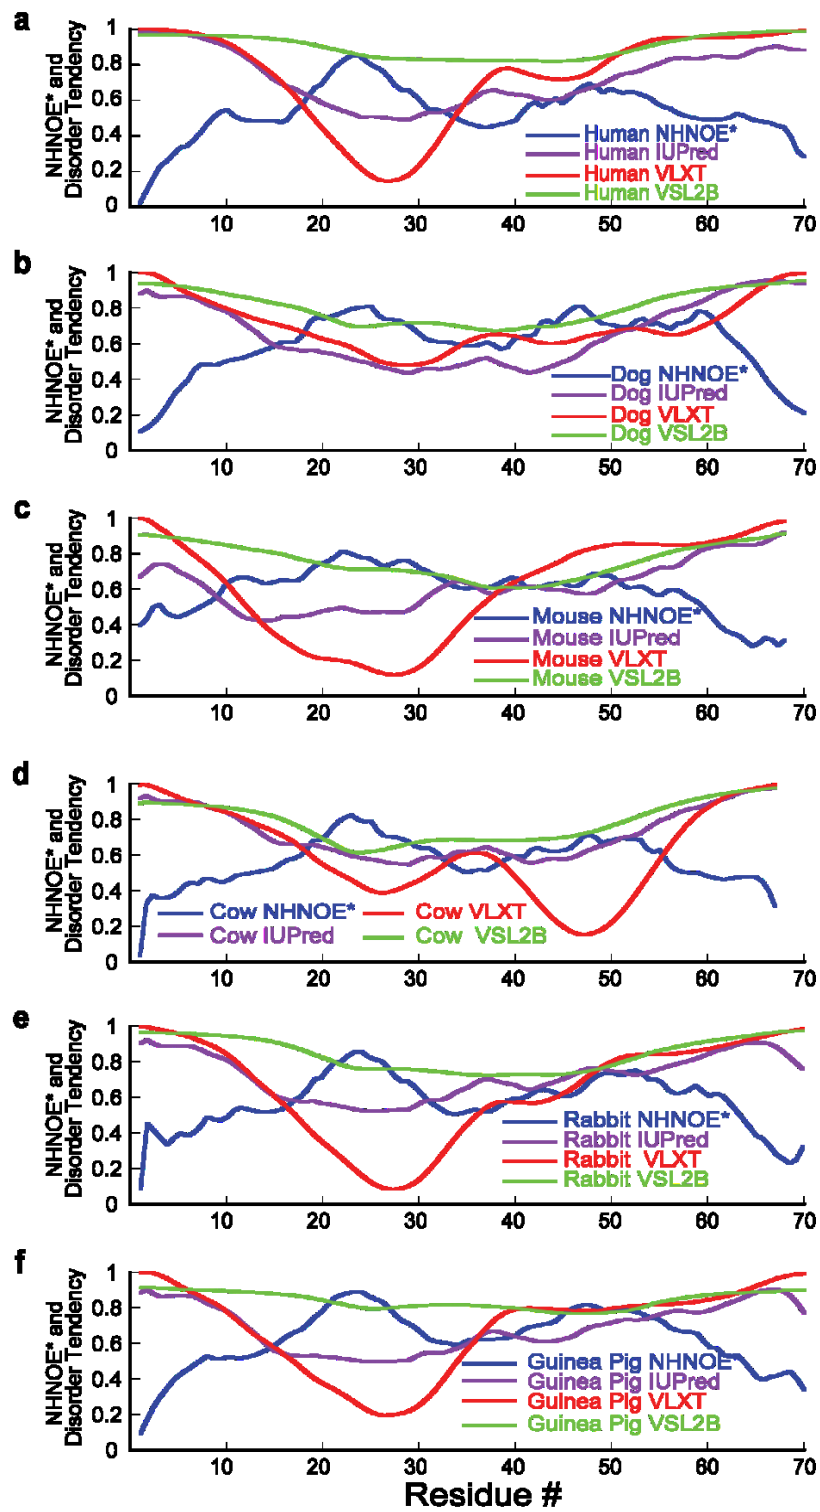 a
NHNOE* and
Disorder Tendency
1
0.8
0.6
0.4
0.2
0
Human NHNOE*
Human IUPred
Human VLXT
Human VSL2B
10 20 30 40 50 60 70
b
NHNOE* and
Disorder Tendency
1
0.8
0.6
0.4
0.2
0
Dog NHNOE*
Dog IUPred
Dog VLXT
Dog VSL2B
10 20 30 40 50 60 70
c
NHNOE* and
Disorder Tendency
1
0.8
0.6
0.4
0.2
0
Mouse NHNOE*
Mouse IUPred
Mouse VLXT
Mouse VSL2B
10 20 30 40 50 60 70
d
NHNOE* and
Disorder Tendency
1
0.8
0.6
0.4
0.2
0
Cow NHNOE* Cow VLXT
Cow IUPred Cow VSL2B
10 20 30 40 50 60 70
e
NHNOE* and
Disorder Tendency
1
0.8
0.6
0.4
0.2
0
Rabbit NHNOE*
Rabbit IUPred
Rabbit VLXT
Rabbit VSL2B
10 20 30 40 50 60 70
f
NHNOE* and
Disorder Tendency
1
0.8
0.6
0.4
0.2
0
Guinea Pig NHNOE*
Guinea Pig IUPred
Guinea Pig VLXT
Guinea Pig VSL2B
10 20 30 40 50 60 70
Residue #